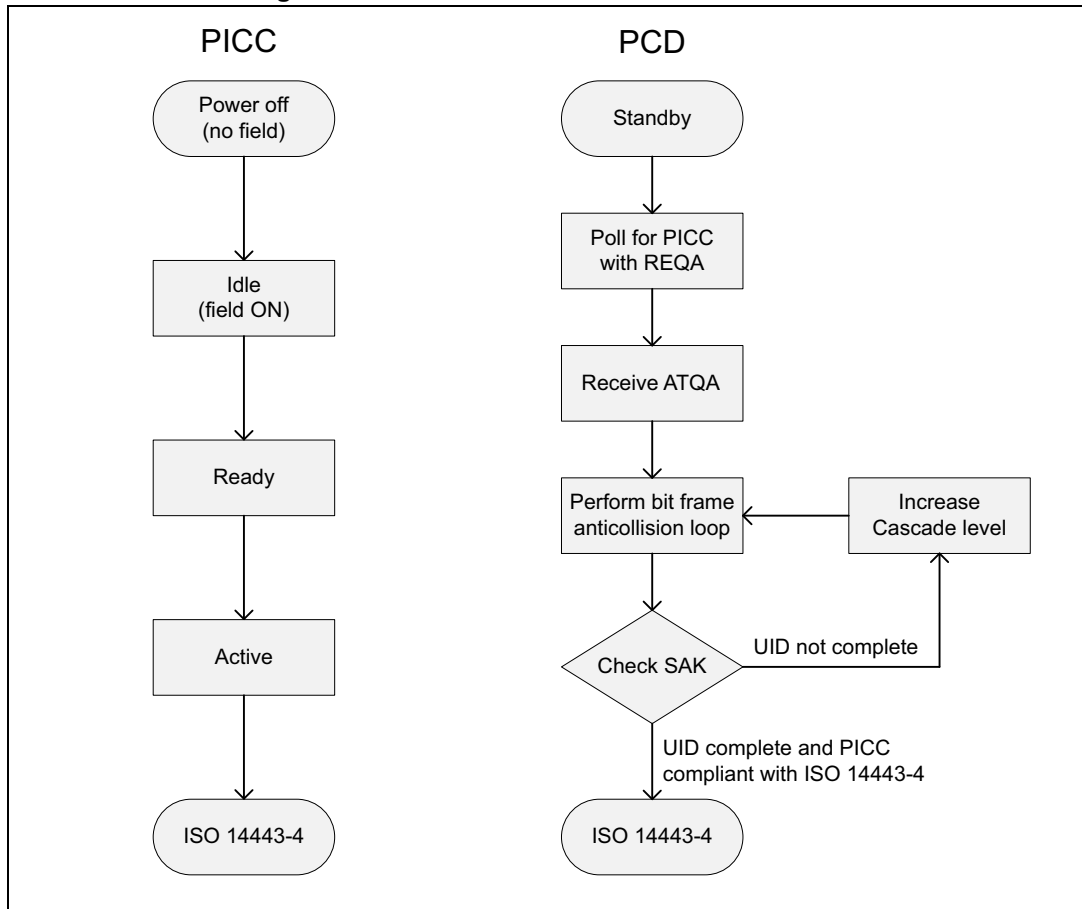 PICC
PCD
Power off
(no field)
Standby
Poll for PICC
with REQA
Idle
(field ON)
Receive ATQA
Ready
Perform bit frame
anticollision loop
Increase
Cascade level
Active
Check SAK
UID not complete
UID complete and PICC
compliant with ISO 14443-4
ISO 14443-4
ISO 14443-4